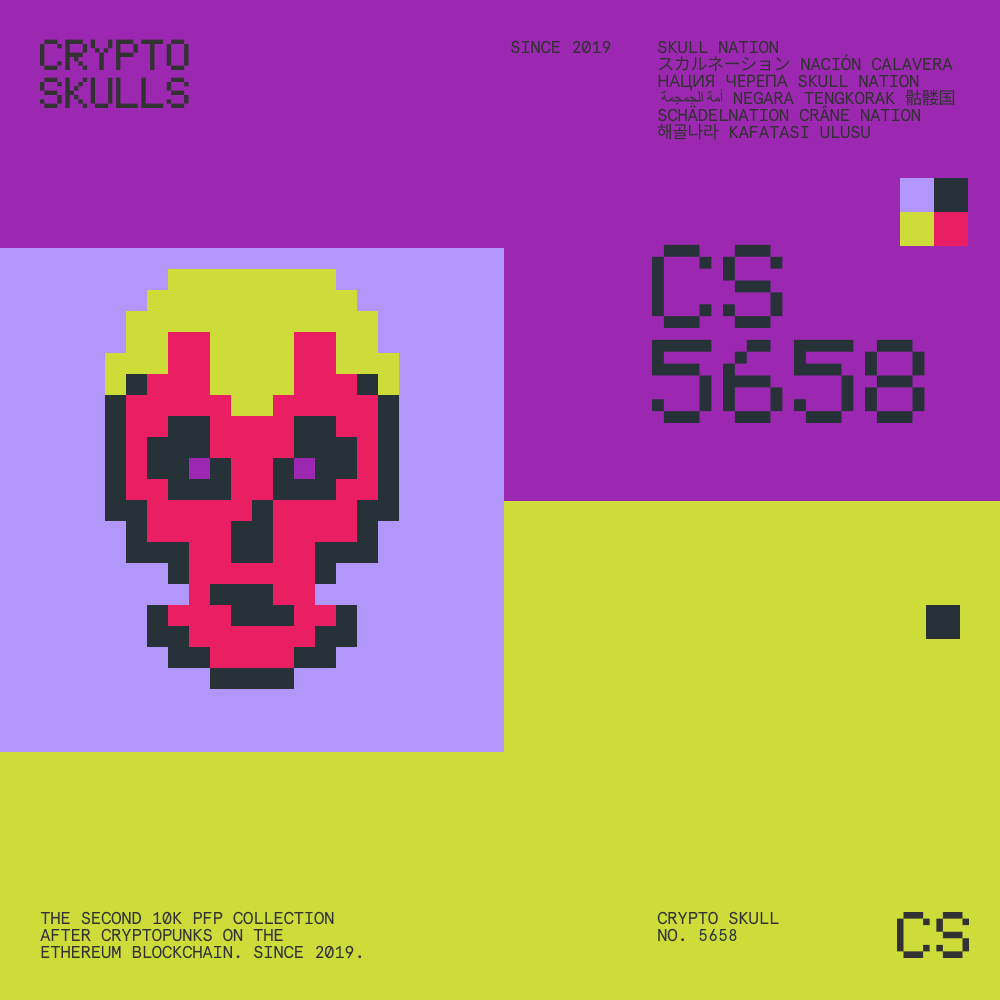 CRYPTO
SKULLS
SINCE 2019
SKULL NATION
スカルネーション NACIÓN CALAVERA
НАЦИЯ ЧЕРЕПА SKULL NATION
أمة الجمجمة NEGARA TENGKORAK 骷髅国
SCHÄDELNATION CRÂNE NATION
해골나라 KAFATASI ULUSU
CS
5658
THE SECOND 10K PFP COLLECTION
AFTER CRYPTOPUNKS ON THE
ETHEREUM BLOCKCHAIN. SINCE 2019.
CRYPTO SKULL
NO. 5658
CS